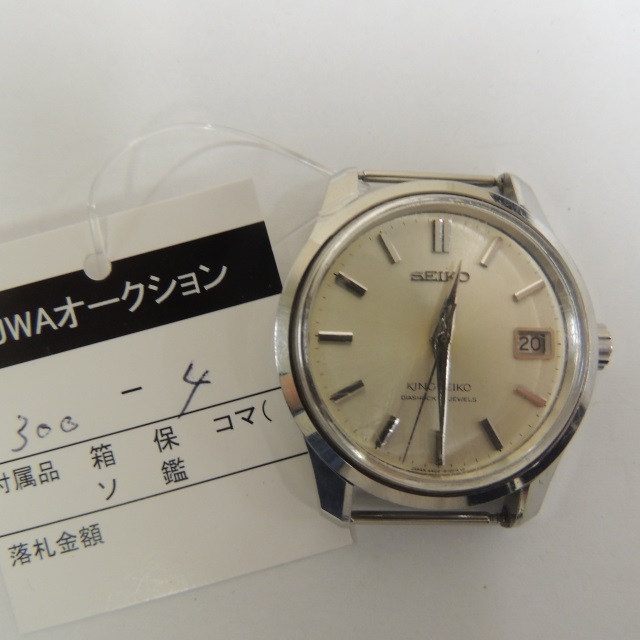 UWAオークション
300 - 4
付属品 箱 保 コマ(
ソ 鑑
落札金額
SEIKO
20
KING SEIKO
DIASHOCK JEWELS